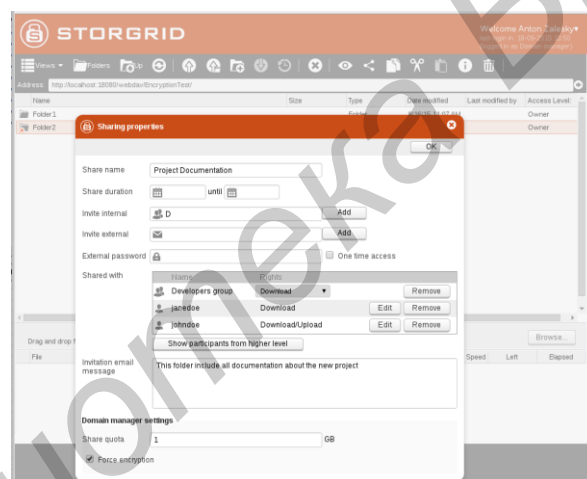 STORGRID
Welcome Anton Zalesky▾
Views ▾ Folders Up
Address: http://localhost:18080/webdav/EncryptionTest/
Name Size Type Date modified Last modified by Access Level:
Folder1 Folder Owner
Folder2 Owner
Sharing properties
OK
Share name Project Documentation
Share duration until
Invite internal D Add
Invite external Add
External password One time access
Shared with Name Rights
Developers group Download ▾ Remove
janedoe Download Edit Remove
johndoe Download/Upload Edit Remove
Show participants from higher level
Drag and drop Browse...
File Speed Left Elapsed
Invitation email
message
This folder include all documentation about the new project
Domain manager settings
Share quota 1 GB
Force encryption